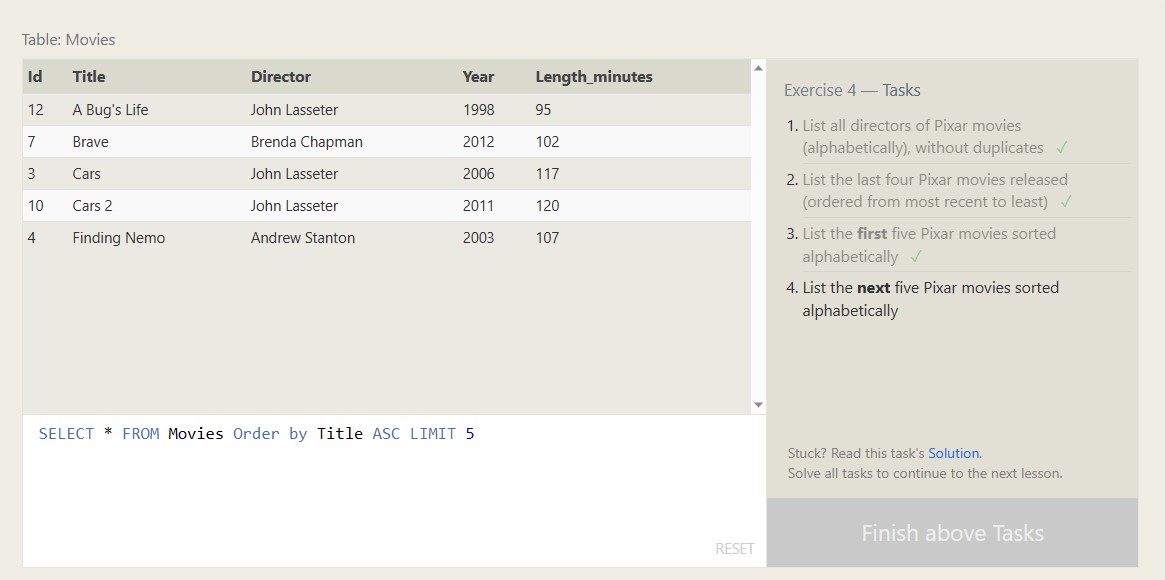 Table: Movies
Id Title Director Year Length_minutes
12 A Bug's Life John Lasseter 1998 95
7 Brave Brenda Chapman 2012 102
3 Cars John Lasseter 2006 117
10 Cars 2 John Lasseter 2011 120
4 Finding Nemo Andrew Stanton 2003 107
SELECT * FROM Movies Order by Title ASC LIMIT 5
RESET
Exercise 4 — Tasks
1. List all directors of Pixar movies
(alphabetically), without duplicates ✓
2. List the last four Pixar movies released
(ordered from most recent to least) ✓
3. List the first five Pixar movies sorted
alphabetically ✓
4. List the next five Pixar movies sorted
alphabetically
Stuck? Read this task's Solution.
Solve all tasks to continue to the next lesson.
Finish above Tasks